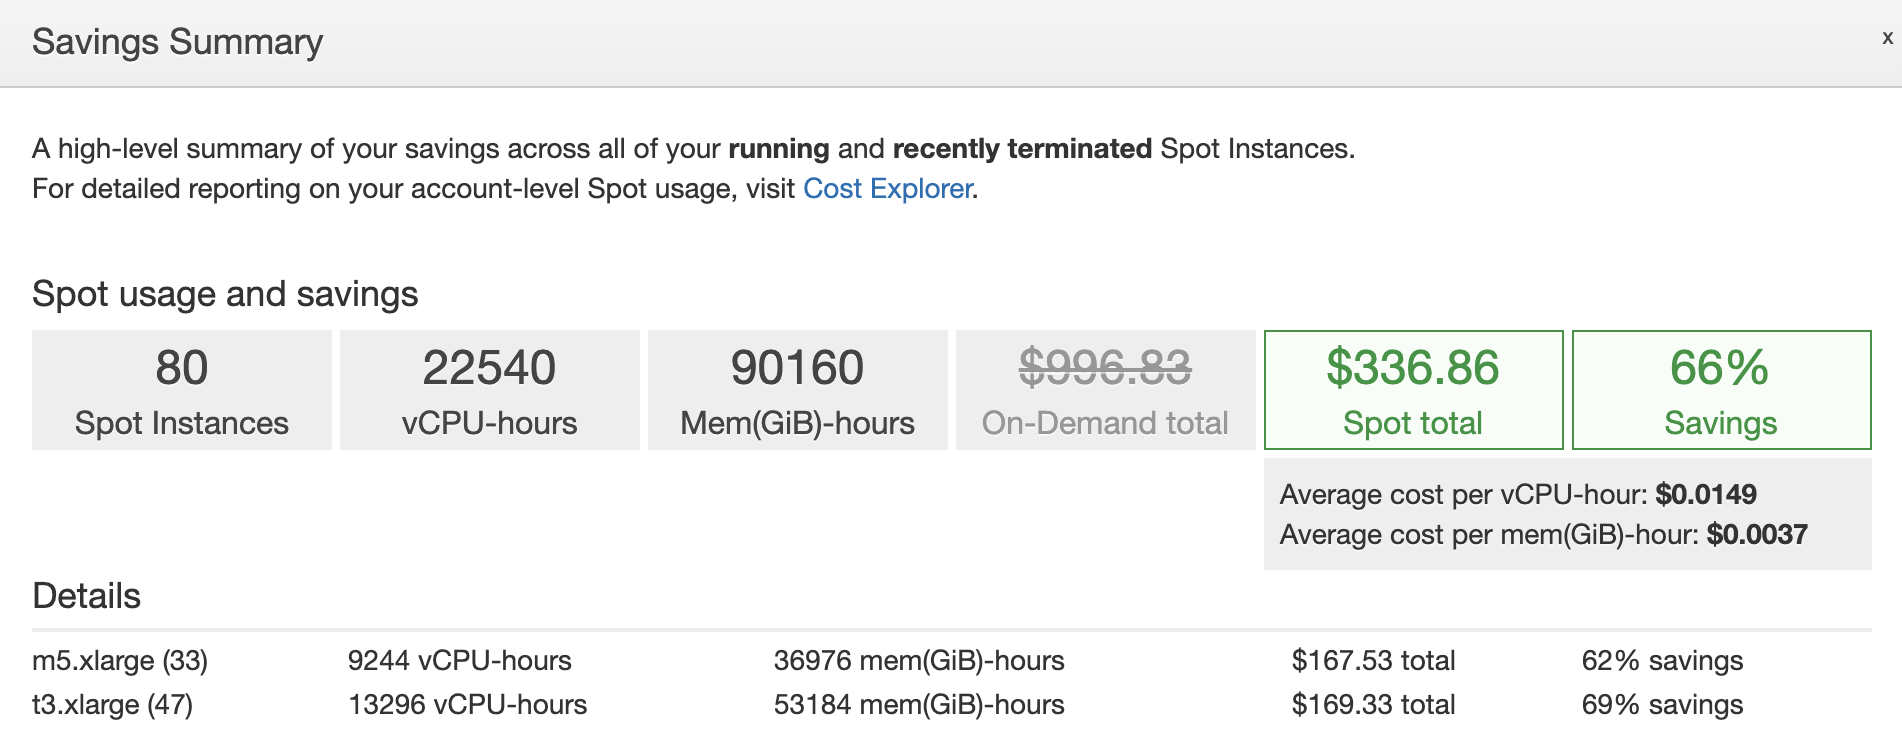 Savings Summary
x
A high-level summary of your savings across all of your running and recently terminated Spot Instances.
For detailed reporting on your account-level Spot usage, visit Cost Explorer.
Spot usage and savings
80
Spot Instances
22540
vCPU-hours
90160
Mem(GiB)-hours
$996.83
On-Demand total
$336.86
Spot total
66%
Savings
Average cost per vCPU-hour: $0.0149
Average cost per mem(GiB)-hour: $0.0037
Details
m5.xlarge (33) 9244 vCPU-hours 36976 mem(GiB)-hours $167.53 total 62% savings
t3.xlarge (47) 13296 vCPU-hours 53184 mem(GiB)-hours $169.33 total 69% savings